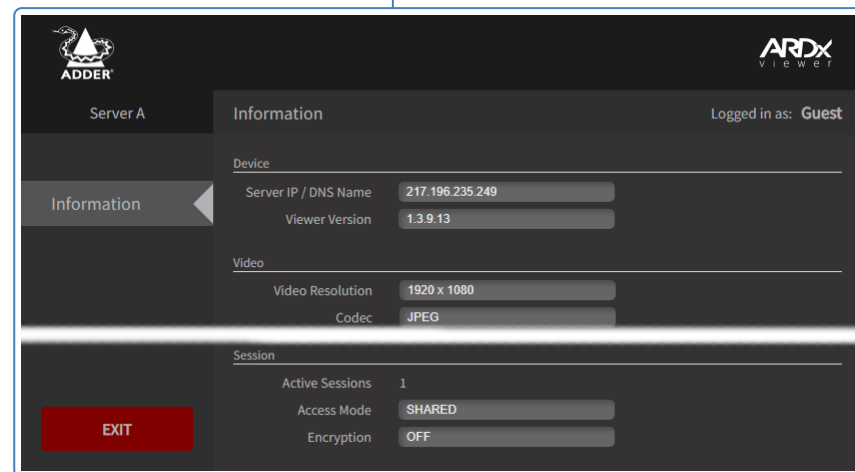 ADDER®
ARDx
viewer
Server A
Information
Logged in as: Guest
Information
Device
Server IP / DNS Name 217.196.235.249
Viewer Version 1.3.9.13
Video
Video Resolution 1920 x 1080
Codec JPEG
Session
Active Sessions 1
Access Mode SHARED
Encryption OFF
EXIT